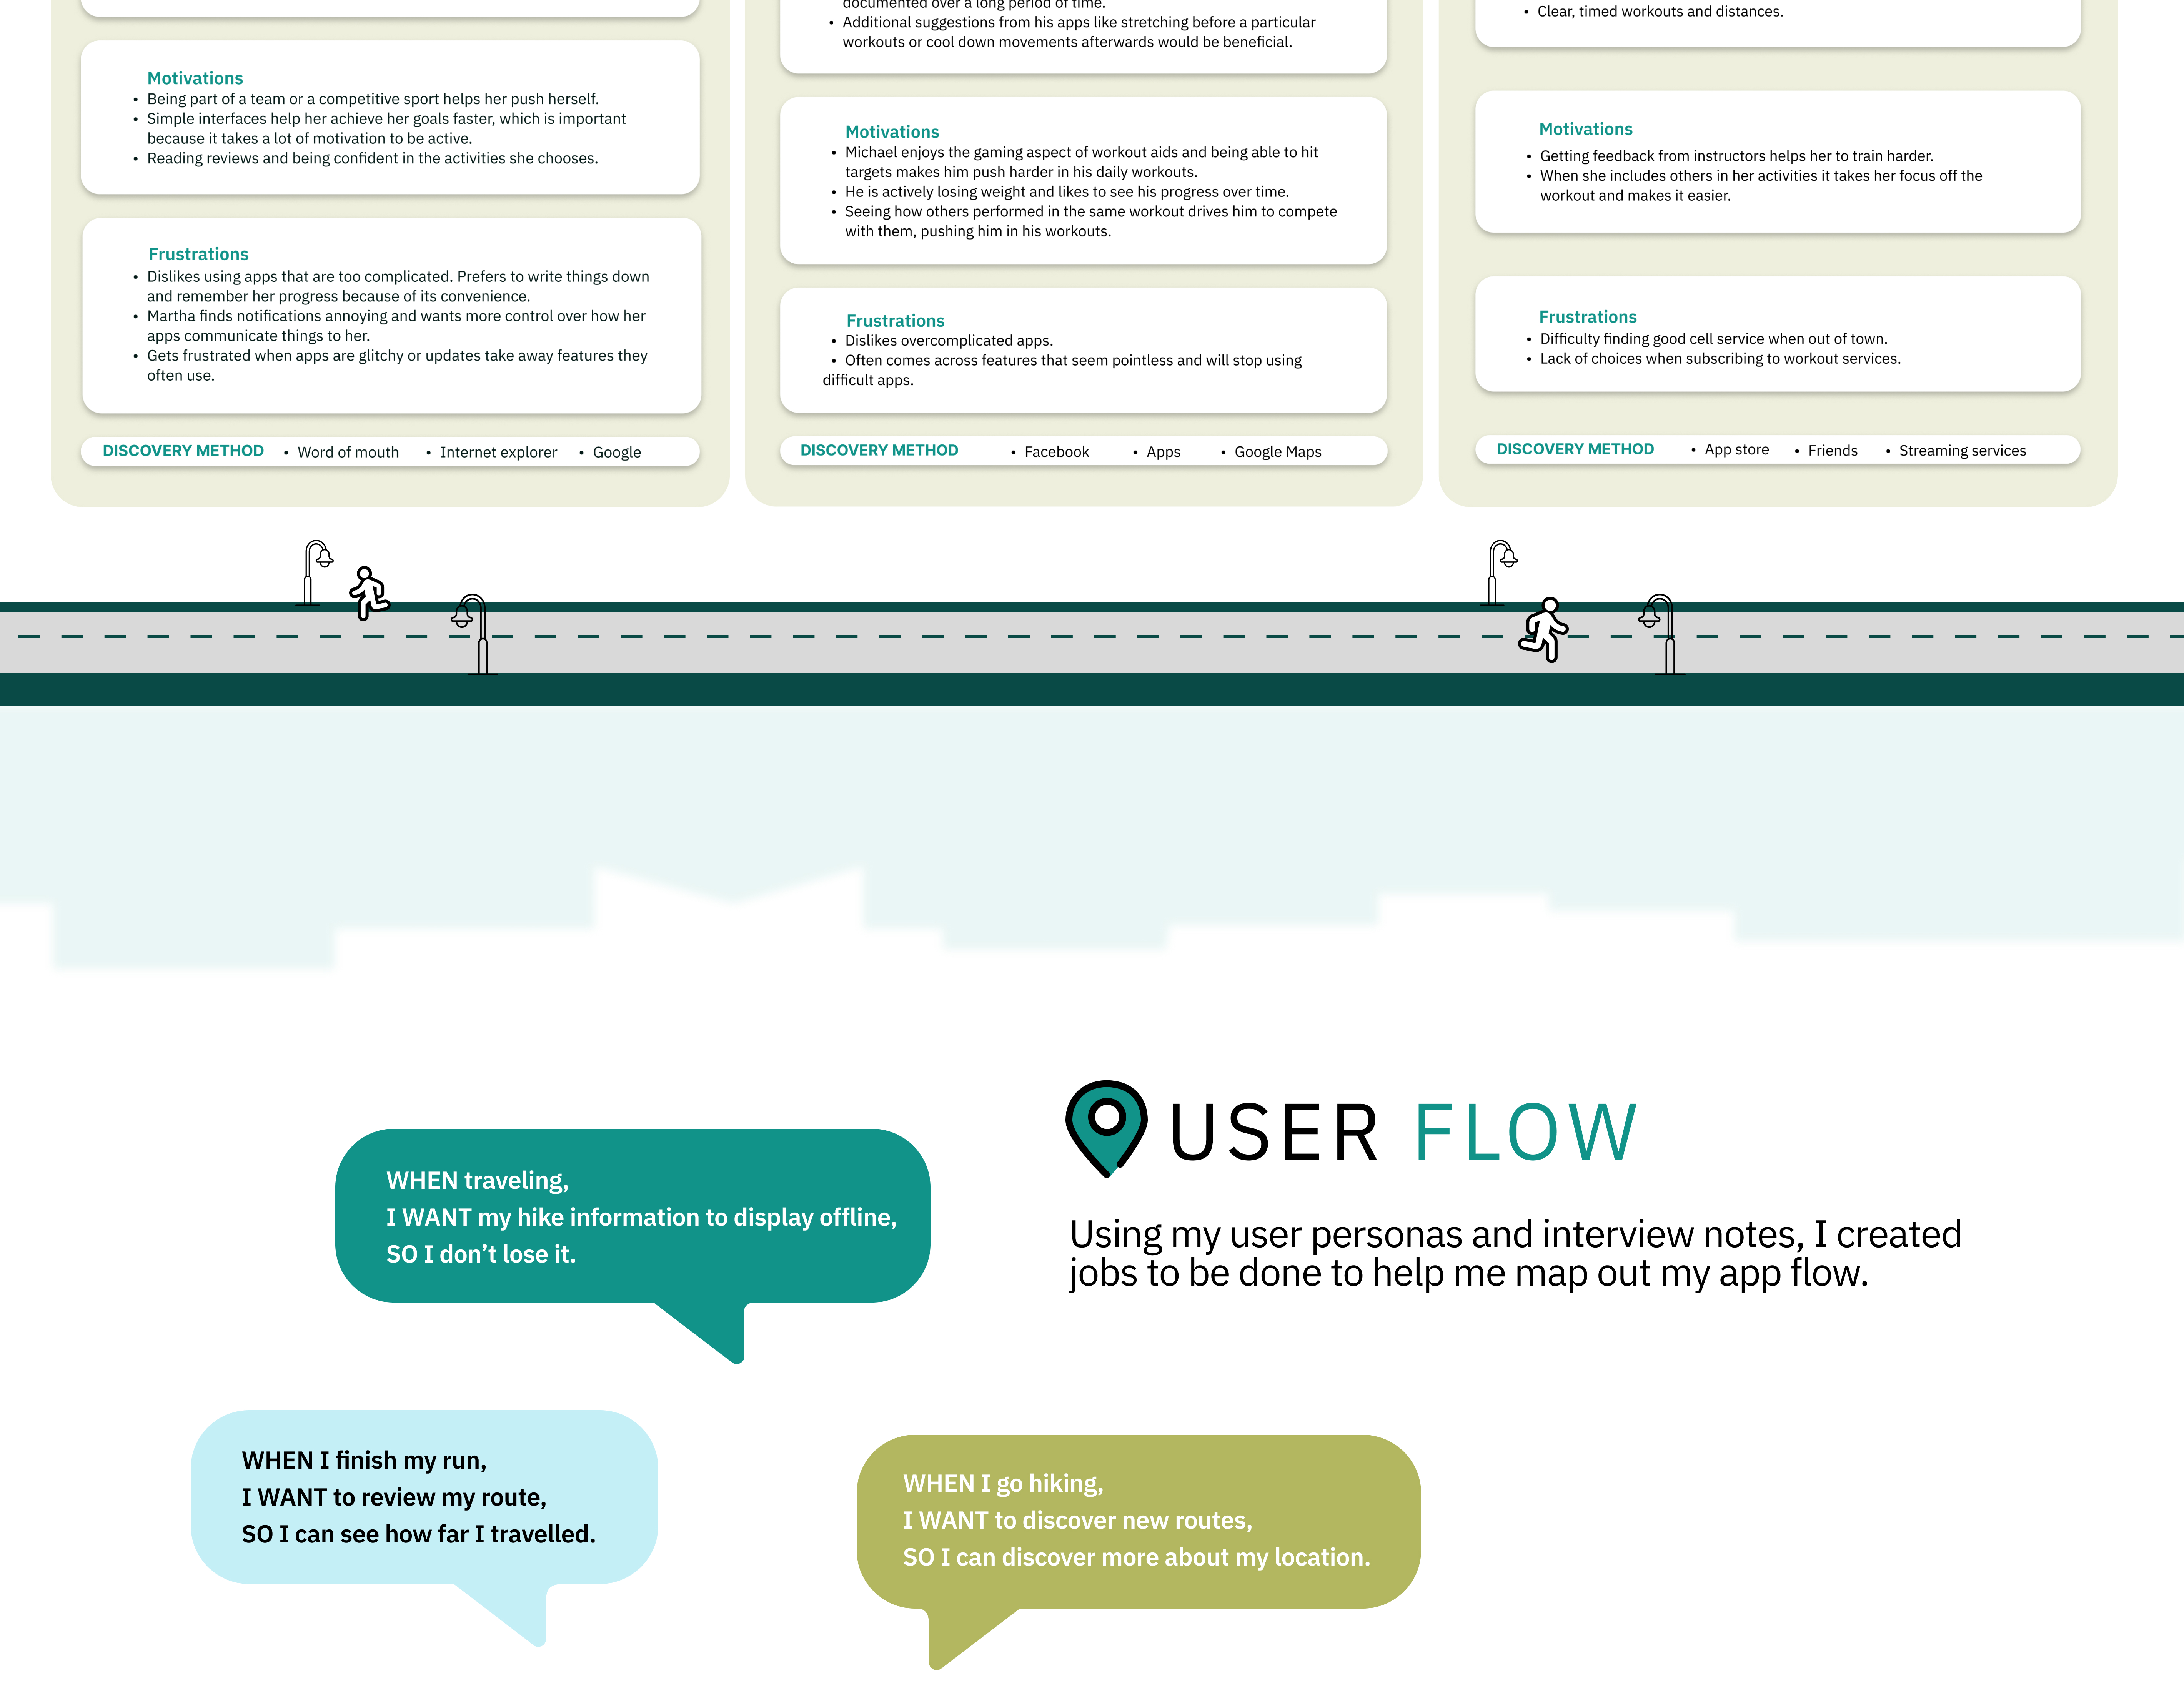 Motivations
• Being part of a team or a competitive sport helps her push herself.
• Simple interfaces help her achieve her goals faster, which is important
because it takes a lot of motivation to be active.
• Reading reviews and being confident in the activities she chooses.
Frustrations
• Dislikes using apps that are too complicated. Prefers to write things down
and remember her progress because of its convenience.
• Martha finds notifications annoying and wants more control over how her
apps communicate things to her.
• Gets frustrated when apps are glitchy or updates take away features they
often use.
DISCOVERY METHOD • Word of mouth • Internet explorer • Google
documented over a long period of time.
• Additional suggestions from his apps like stretching before a particular
workouts or cool down movements afterwards would be beneficial.
Motivations
• Michael enjoys the gaming aspect of workout aids and being able to hit
targets makes him push harder in his daily workouts.
• He is actively losing weight and likes to see his progress over time.
• Seeing how others performed in the same workout drives him to compete
with them, pushing him in his workouts.
Frustrations
• Dislikes overcomplicated apps.
• Often comes across features that seem pointless and will stop using
difficult apps.
DISCOVERY METHOD • Facebook • Apps • Google Maps
• Clear, timed workouts and distances.
Motivations
• Getting feedback from instructors helps her to train harder.
• When she includes others in her activities it takes her focus off the
workout and makes it easier.
Frustrations
• Difficulty finding good cell service when out of town.
• Lack of choices when subscribing to workout services.
DISCOVERY METHOD • App store • Friends • Streaming services
USER FLOW
Using my user personas and interview notes, I created
jobs to be done to help me map out my app flow.
WHEN traveling,
I WANT my hike information to display offline,
SO I don’t lose it.
WHEN I finish my run,
I WANT to review my route,
SO I can see how far I travelled.
WHEN I go hiking,
I WANT to discover new routes,
SO I can discover more about my location.